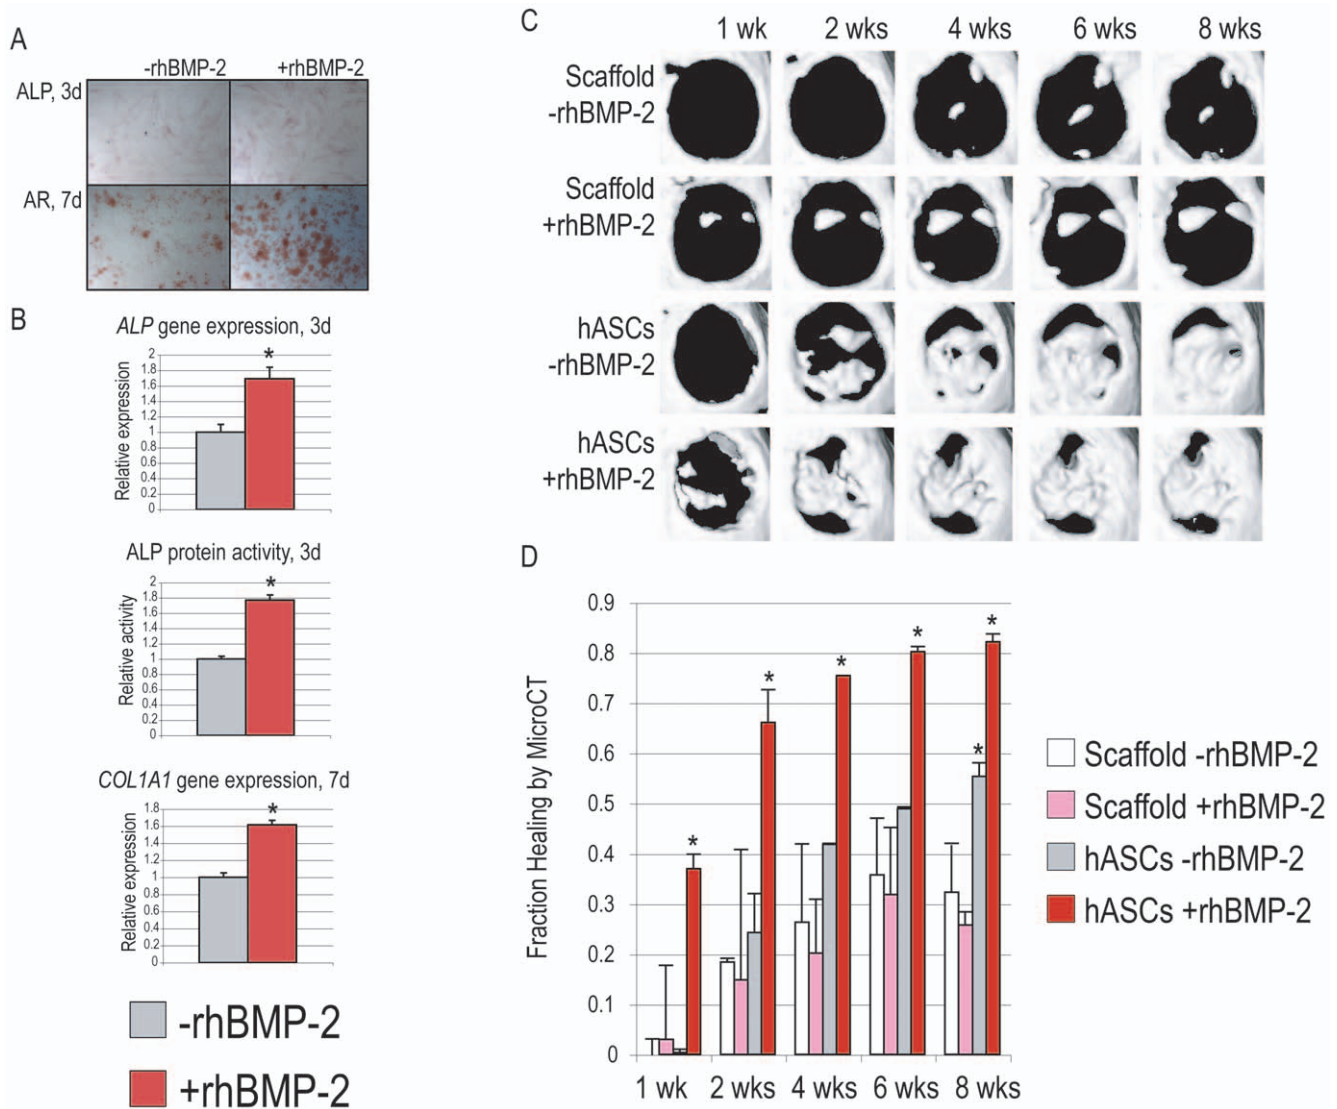 A
-rhBMP-2 +rhBMP-2
ALP, 3d
AR, 7d
B
ALP gene expression, 3d
Relative expression
2
1.8
1.6
1.4
1.2
1
0.8
0.6
0.4
0.2
0
*
ALP protein activity, 3d
Relative activity
2
1.8
1.6
1.4
1.2
1
0.8
0.6
0.4
0.2
0
*
COL1A1 gene expression, 7d
Relative expression
1.8
1.6
1.4
1.2
1
0.8
0.6
0.4
0.2
0
*
-rhBMP-2
+rhBMP-2
C
1 wk 2 wks 4 wks 6 wks 8 wks
Scaffold
-rhBMP-2
Scaffold
+rhBMP-2
hASCs
-rhBMP-2
hASCs
+rhBMP-2
D
Fraction Healing by MicroCT
0.9
0.8
0.7
0.6
0.5
0.4
0.3
0.2
0.1
0
* * * * * *
1 wk 2 wks 4 wks 6 wks 8 wks
Scaffold -rhBMP-2
Scaffold +rhBMP-2
hASCs -rhBMP-2
hASCs +rhBMP-2